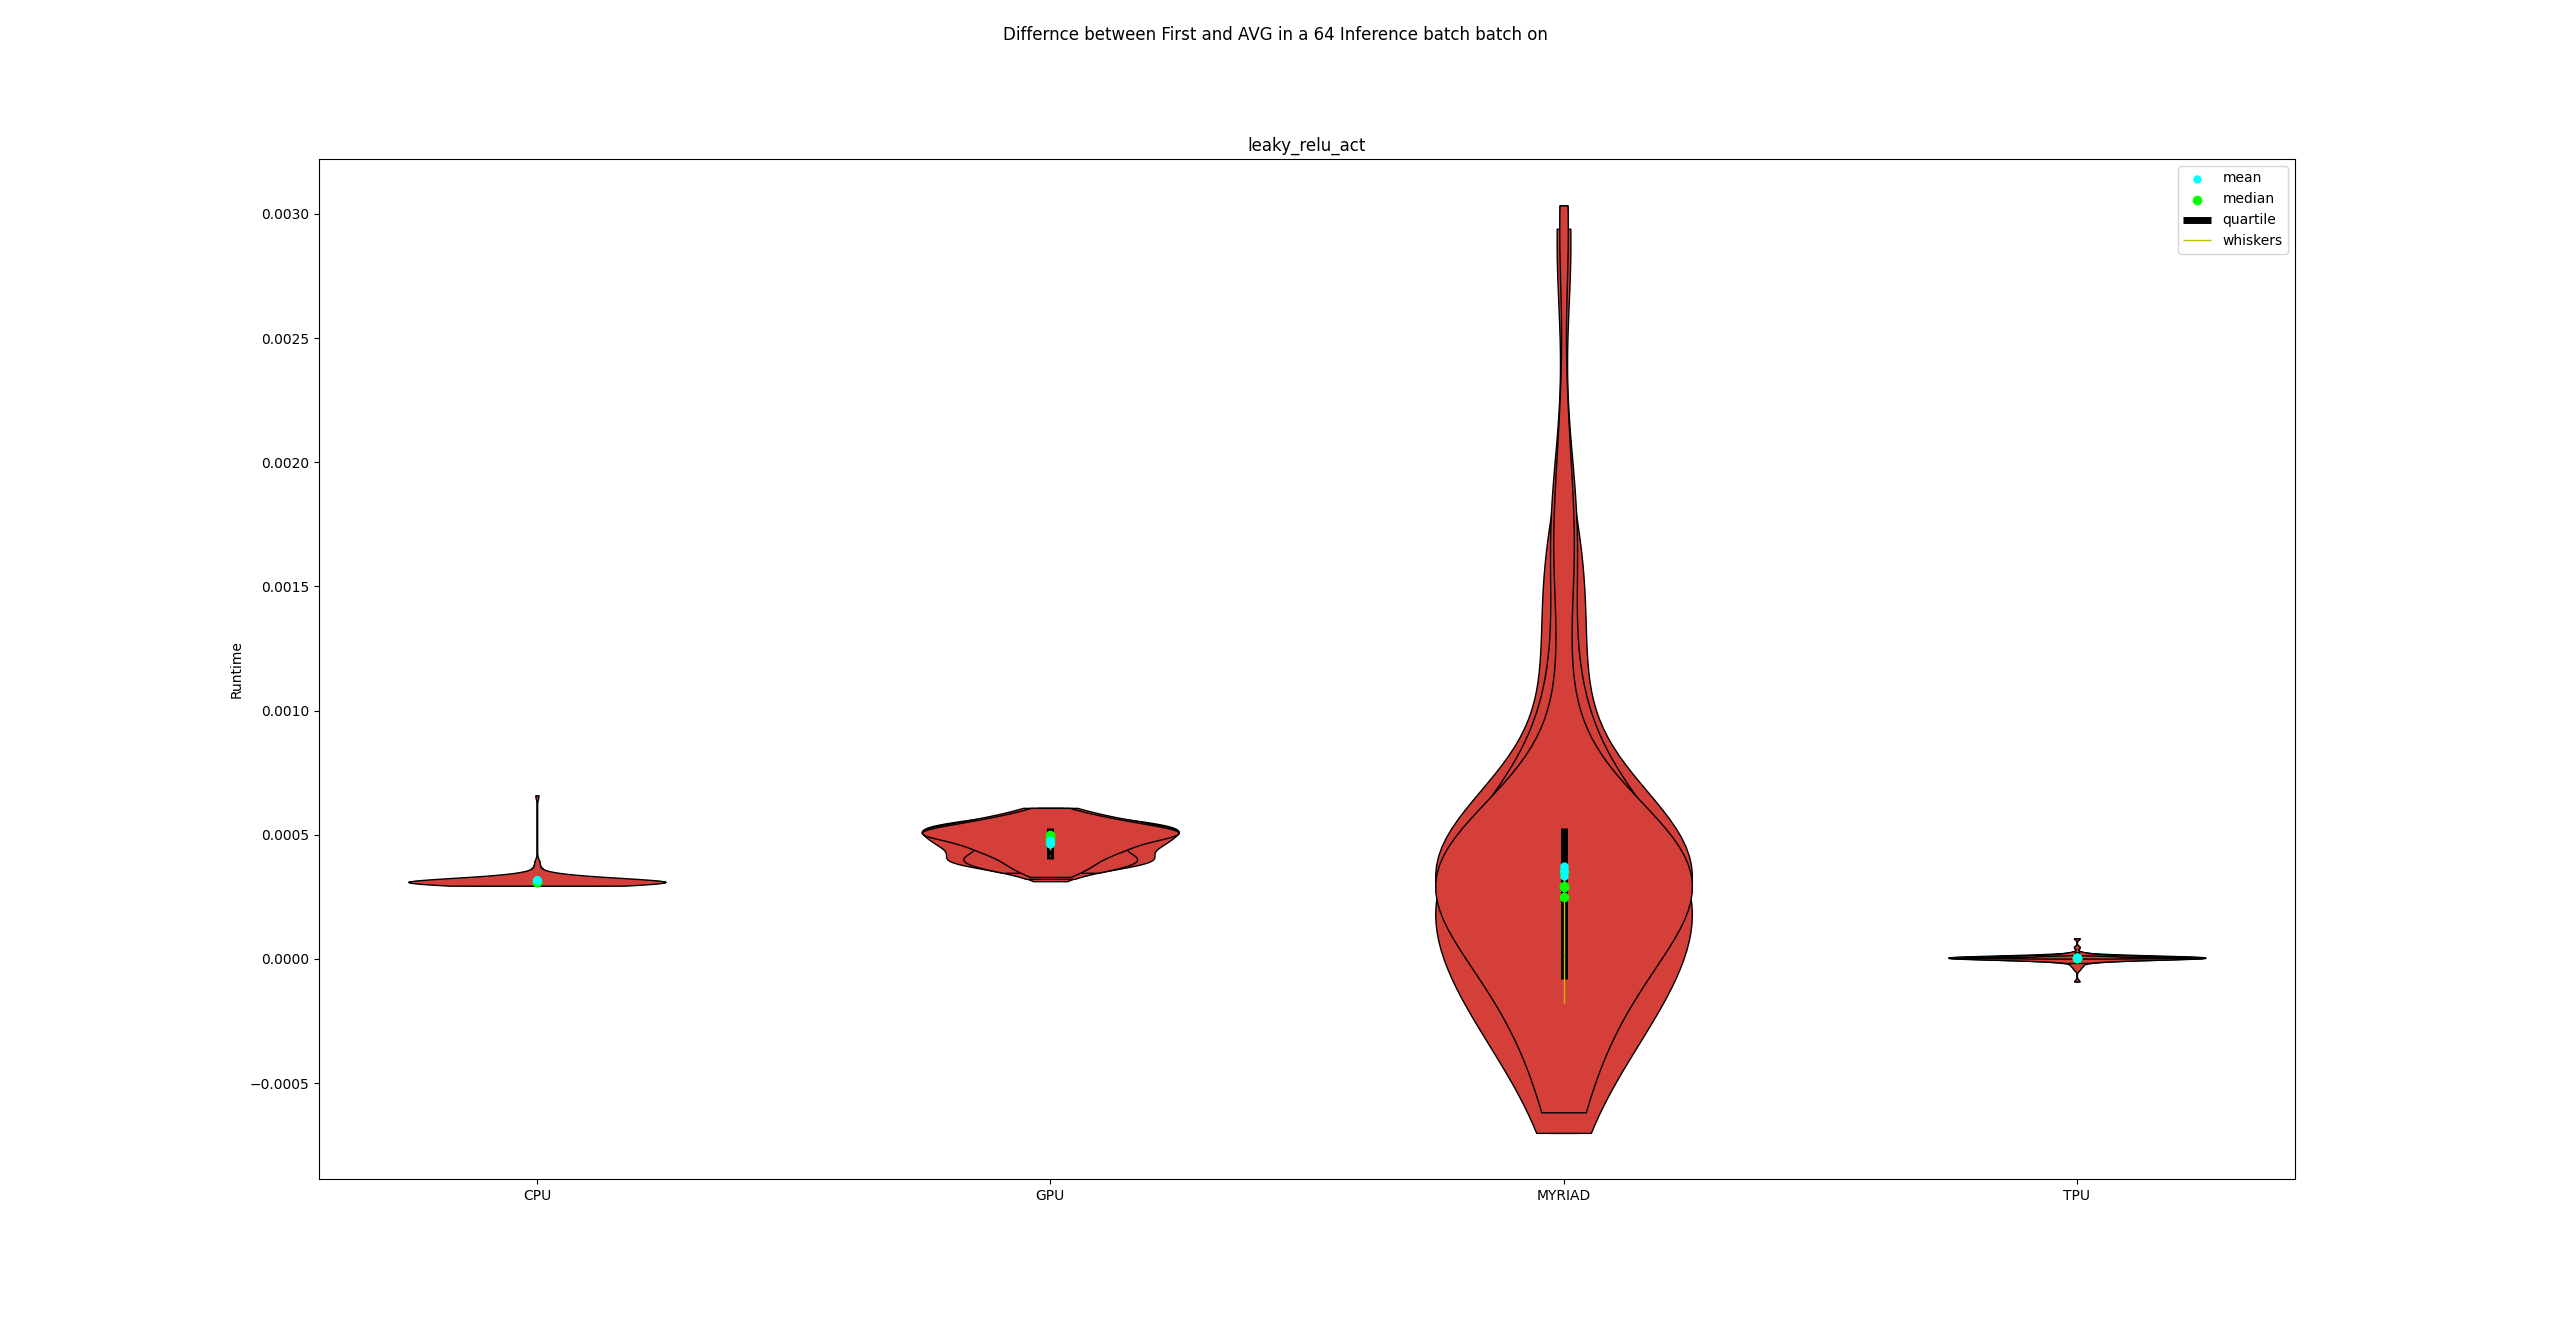 Differnce between First and AVG in a 64 Inference batch batch on
leaky_relu_act
mean
median
quartile
whiskers
0.0030
0.0025
0.0020
0.0015
0.0010
0.0005
0.0000
−0.0005
Runtime
CPU GPU MYRIAD TPU